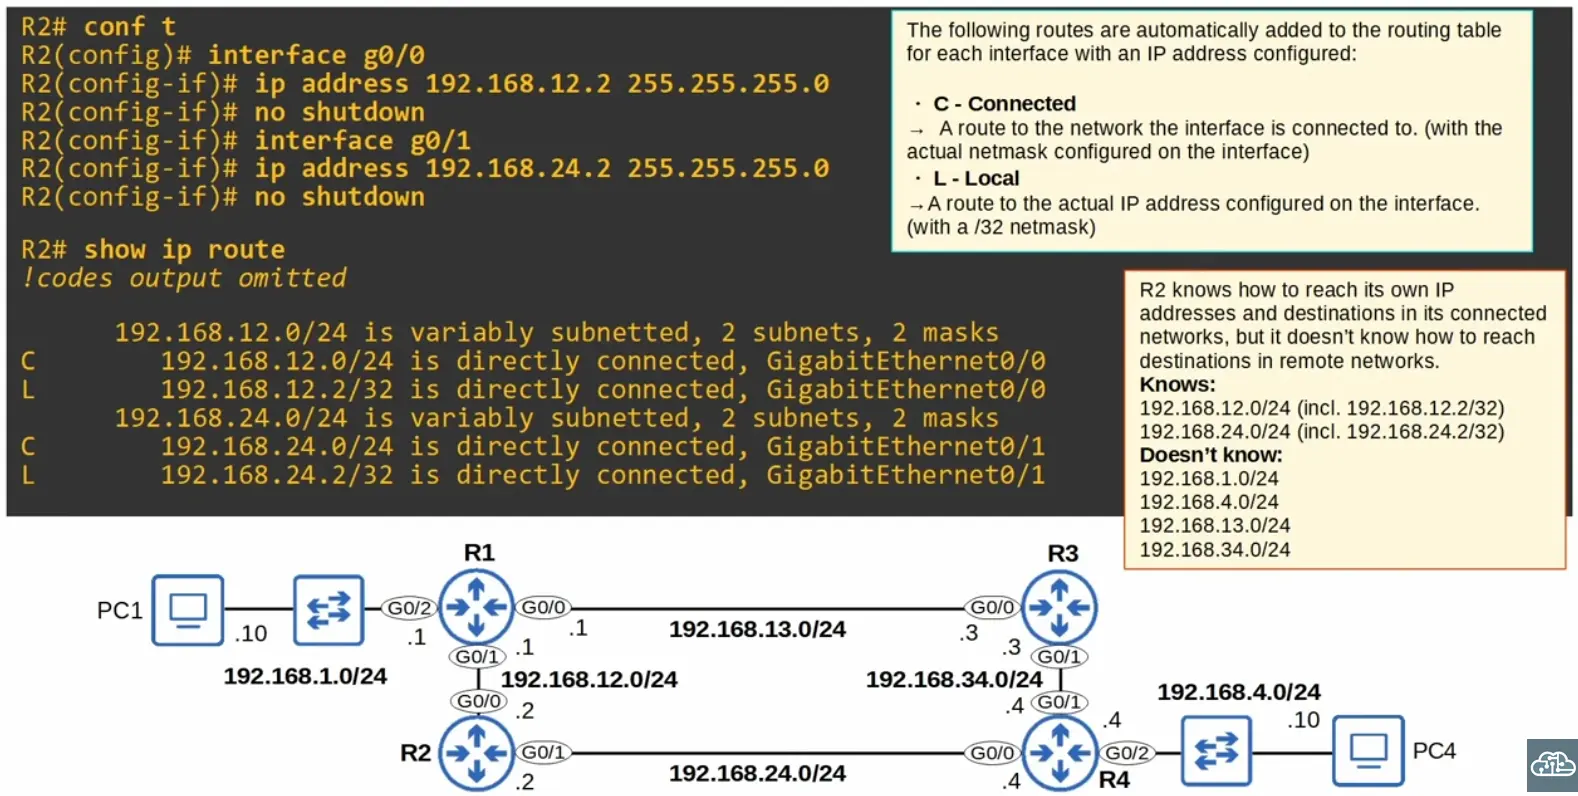 R2# conf t
R2(config)# interface g0/0
R2(config-if)# ip address 192.168.12.2 255.255.255.0
R2(config-if)# no shutdown
R2(config-if)# interface g0/1
R2(config-if)# ip address 192.168.24.2 255.255.255.0
R2(config-if)# no shutdown
R2# show ip route
!codes output omitted
192.168.12.0/24 is variably subnetted, 2 subnets, 2 masks
C 192.168.12.0/24 is directly connected, GigabitEthernet0/0
L 192.168.12.2/32 is directly connected, GigabitEthernet0/0
192.168.24.0/24 is variably subnetted, 2 subnets, 2 masks
C 192.168.24.0/24 is directly connected, GigabitEthernet0/1
L 192.168.24.2/32 is directly connected, GigabitEthernet0/1
The following routes are automatically added to the routing table
for each interface with an IP address configured:
· C - Connected
→ A route to the network the interface is connected to. (with the
actual netmask configured on the interface)
· L - Local
→A route to the actual IP address configured on the interface.
(with a /32 netmask)
R2 knows how to reach its own IP
addresses and destinations in its connected
networks, but it doesn't know how to reach
destinations in remote networks.
Knows:
192.168.12.0/24 (incl. 192.168.12.2/32)
192.168.24.0/24 (incl. 192.168.24.2/32)
Doesn't know:
192.168.1.0/24
192.168.4.0/24
192.168.13.0/24
192.168.34.0/24
R1
R3
PC1
G0/2
G0/0
G0/0
.10
.1
.1
192.168.13.0/24
.3
.1
.3
G0/1
G0/1
192.168.1.0/24
192.168.12.0/24
192.168.34.0/24
192.168.4.0/24
G0/0
.2
.4
G0/1
.4
.10
R2
G0/1
G0/0
G0/2
PC4
.2
192.168.24.0/24
.4
R4